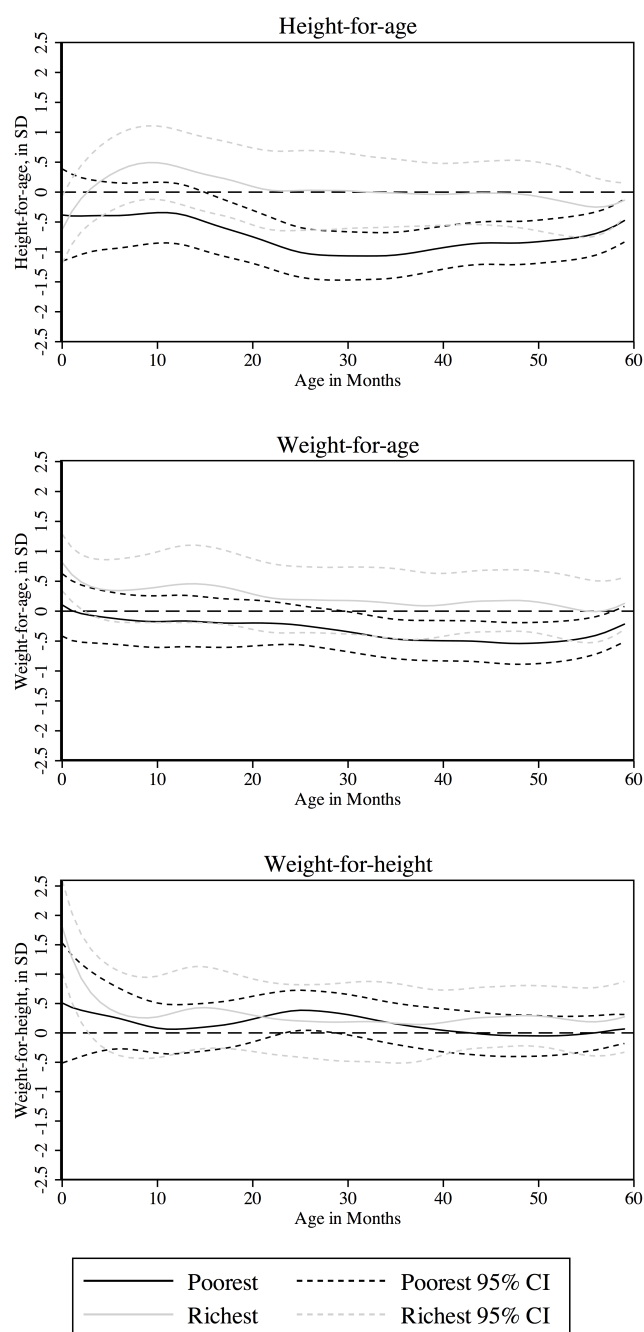 Height-for-age
Height-for-age, in SD
2.5
2
1.5
1
.5
0
-.5
-1
-1.5
-2
-2.5
0 10 20 30 40 50 60
Age in Months
Weight-for-age
Weight-for-age, in SD
2.5
2
1.5
1
.5
0
-.5
-1
-1.5
-2
-2.5
0 10 20 30 40 50 60
Age in Months
Weight-for-height
Weight-for-height, in SD
2.5
2
1.5
1
.5
0
-.5
-1
-1.5
-2
-2.5
0 10 20 30 40 50 60
Age in Months
Poorest Poorest 95% CI
Richest Richest 95% CI